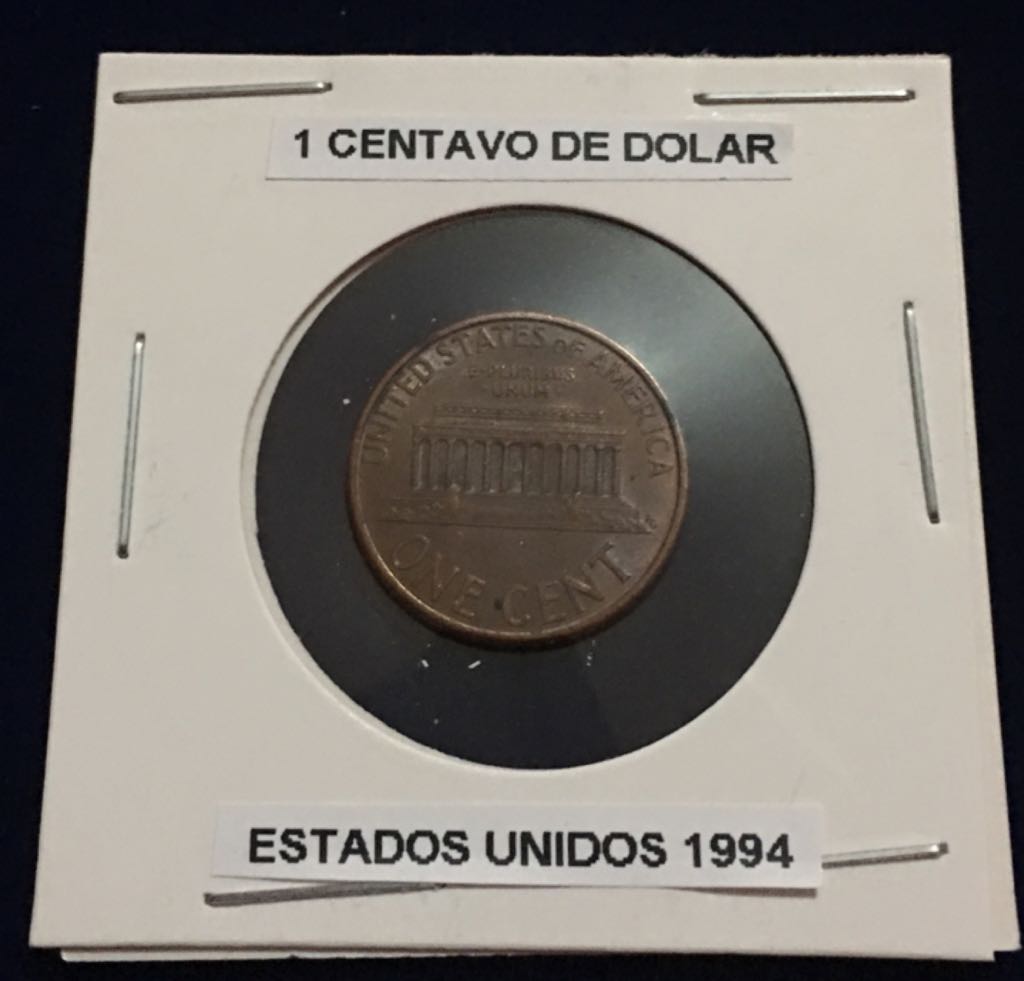 1 CENTAVO DE DOLAR
UNITED STATES OF AMERICA
E·PLURIBUS
·UNUM·
ONE CENT
ESTADOS UNIDOS 1994